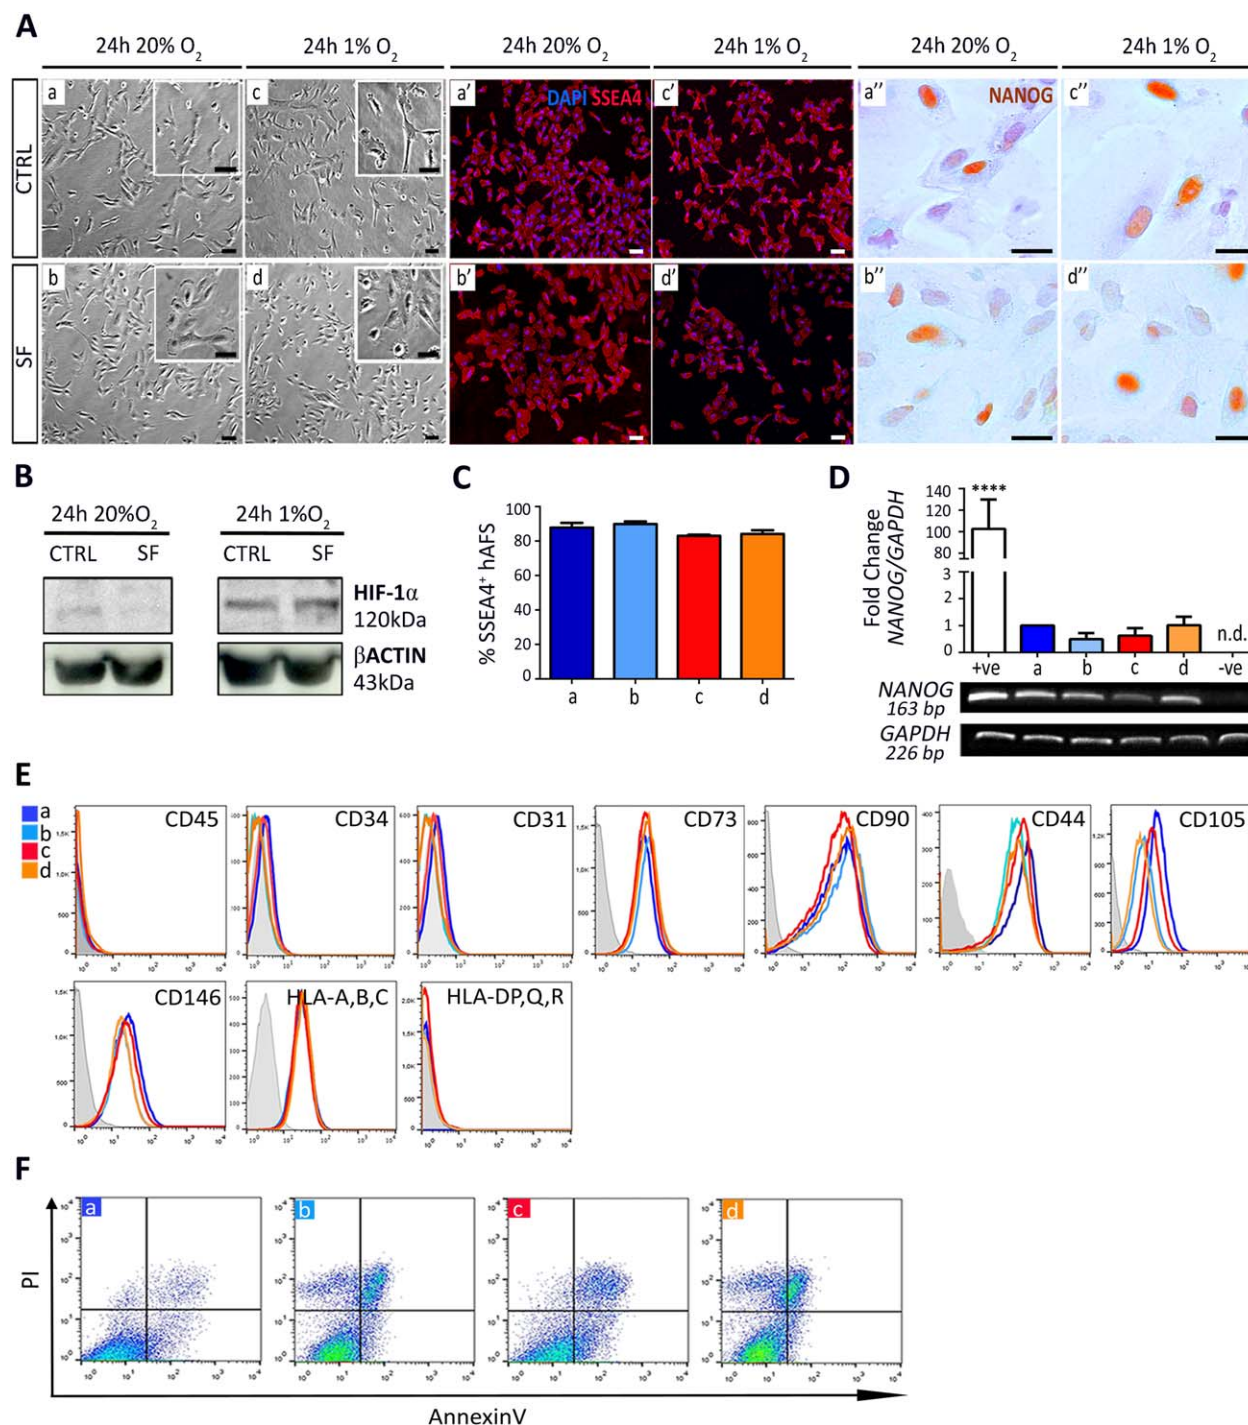 A
24h 20% O2 24h 1% O2 24h 20% O2 24h 1% O2 24h 20% O2 24h 1% O2
CTRL
a c a' DAPI SSEA4 c' a'' NANOG c''
SF
b d b' d' b'' d''
B
24h 20%O2 24h 1%O2
CTRL SF CTRL SF
HIF-1α
120kDa
βACTIN
43kDa
C
% SSEA4+ hAFS
100
80
60
40
20
0
a b c d
D
Fold Change
NANOG/GAPDH
140
120
100
80
3
2
1
0
****
n.d.
+ve a b c d -ve
NANOG
163 bp
GAPDH
226 bp
E
a
b
c
d
CD45 CD34 CD31 CD73 CD90 CD44 CD105
CD146 HLA-A,B,C HLA-DP,Q,R
F
PI
a b c d
AnnexinV